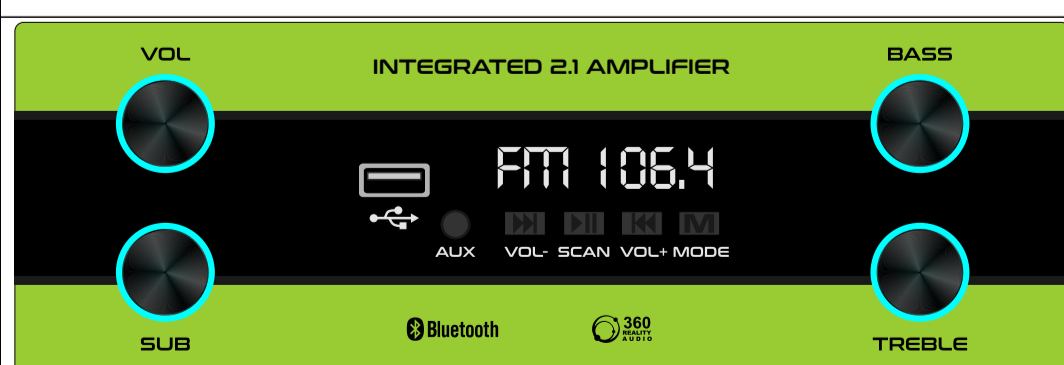 VOL
INTEGRATED 2.1 AMPLIFIER
BASS
FM 106.4
M
AUX
VOL- SCAN VOL+ MODE
Bluetooth
360
REALITY
AUDIO
SUB
TREBLE